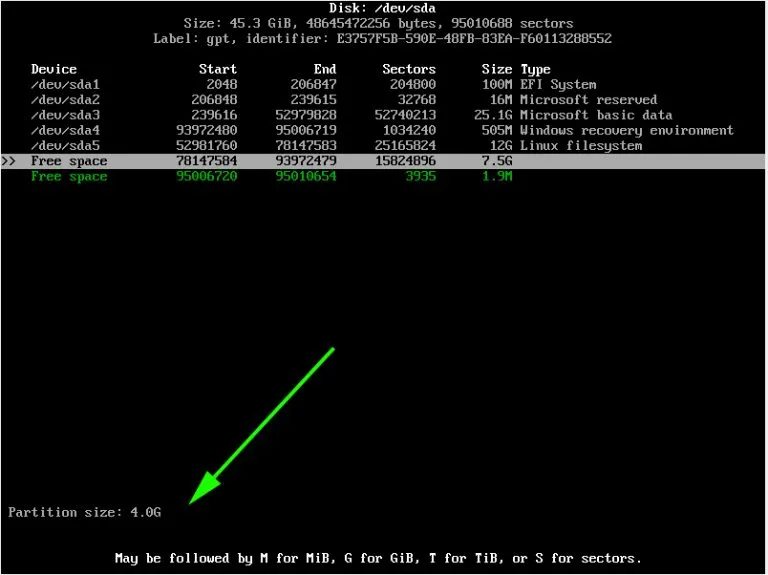 Disk: /dev/sda
Size: 45.3 GiB, 48645472256 bytes, 95010688 sectors
Label: gpt, identifier: E3757F5B-590E-48FB-83EA-F60113288552
Device Start End Sectors Size Type
/dev/sda1 2048 206847 204800 100M EFI System
/dev/sda2 206848 239615 32768 16M Microsoft reserved
/dev/sda3 239616 52979828 52740213 25.1G Microsoft basic data
/dev/sda4 93972480 95006719 1034240 505M Windows recovery environment
/dev/sda5 52981760 78147583 25165824 12G Linux filesystem
>> Free space 78147584 93972479 15824896 7.5G
Free space 95006720 95010654 3935 1.9M
Partition size: 4.0G
May be followed by M for MiB, G for GiB, T for TiB, or S for sectors.